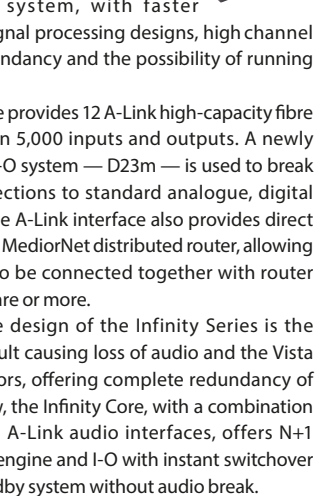 system, with faster
gnal processing designs, high channel
ndancy and the possibility of running
e provides 12 A-Link high-capacity fibre
n 5,000 inputs and outputs. A newly
-O system — D23m — is used to break
ections to standard analogue, digital
e A-Link interface also provides direct
MediorNet distributed router, allowing
o be connected together with router
are or more.
e design of the Infinity Series is the
ult causing loss of audio and the Vista
ors, offering complete redundancy of
y, the Infinity Core, with a combination
A-Link audio interfaces, offers N+1
engine and I-O with instant switchover
dby system without audio break.